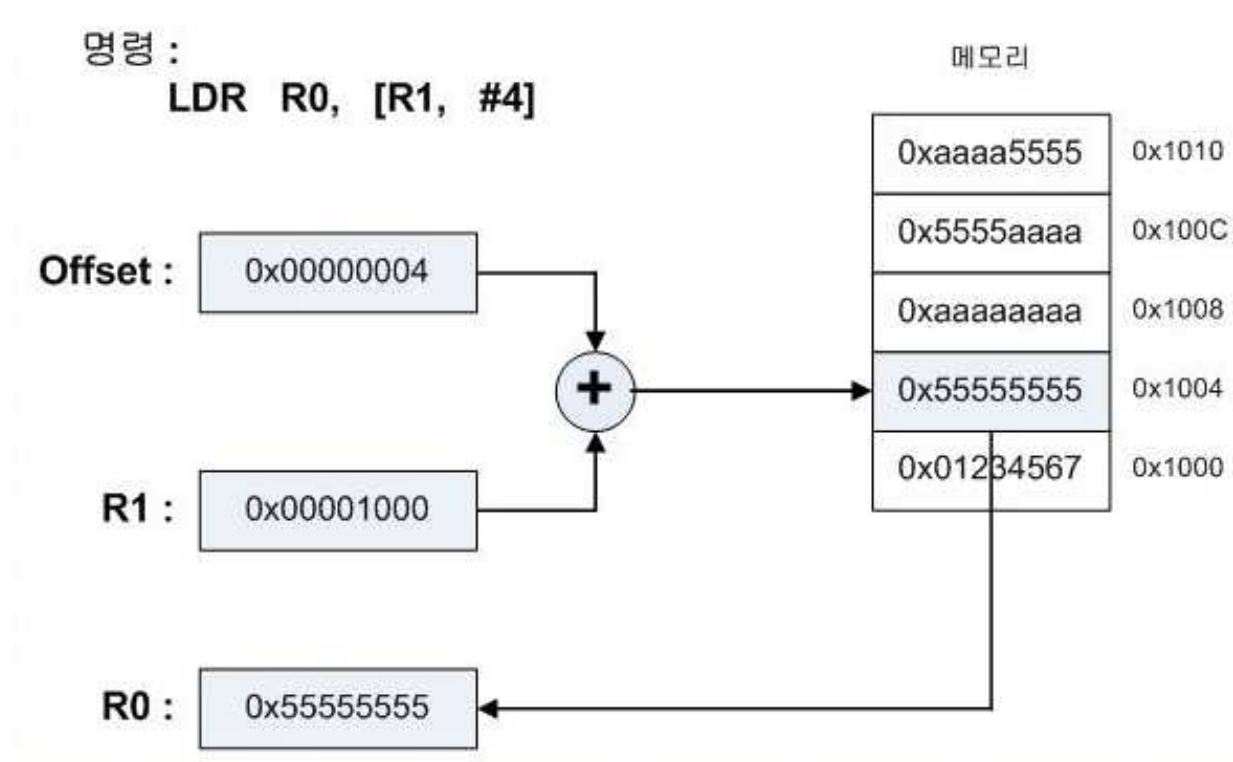 명령 :
LDR R0, [R1, #4]
메모리
0xaaaa5555 0x1010
0x5555aaaa 0x100C
Offset : 0x00000004
0xaaaaaaaa 0x1008
+
0x55555555 0x1004
0x01234567 0x1000
R1 : 0x00001000
R0 : 0x55555555